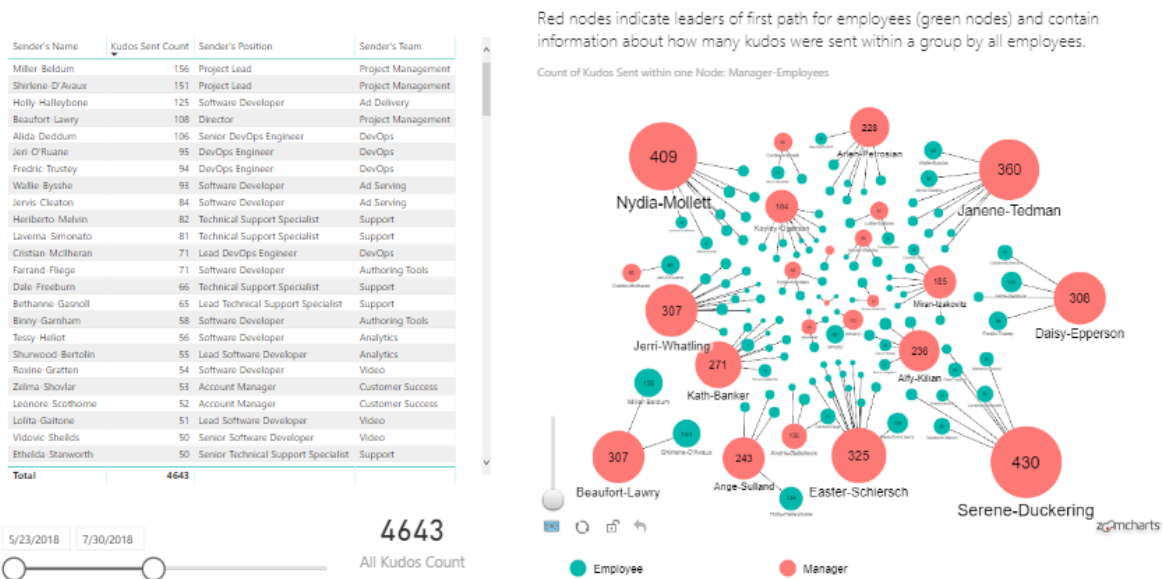 Red nodes indicate leaders of first path for employees (green nodes) and contain
information about how many kudos were sent within a group by all employees.
Count of Kudos Sent within one Node: Manager-Employees
Sender's Name Kudos Sent Count Sender's Position Sender's Team
Miller-Beldum 156 Project Lead Project Management
Shirlene-D'Avaux 151 Project Lead Project Management
Holly-Halleybone 125 Software Developer Ad Delivery
Beaufort-Lawry 108 Director Project Management
Alida-Deddum 106 Senior DevOps Engineer DevOps
Jeri-O'Ruane 95 DevOps Engineer DevOps
Fredric-Trustey 94 DevOps Engineer DevOps
Wallie-Bysshe 93 Software Developer Ad Serving
Jervis-Cleaton 84 Software Developer Ad Serving
Heriberto-Melvin 82 Technical Support Specialist Support
Laverna-Simonato 81 Technical Support Specialist Support
Cristian-McIlheran 71 Lead DevOps Engineer DevOps
Farrand-Fliege 71 Software Developer Authoring Tools
Dale-Freeburn 66 Technical Support Specialist Support
Bethanne-Gasnoll 65 Lead Technical Support Specialist Support
Binny-Garnham 58 Software Developer Authoring Tools
Tessy-Heliot 56 Software Developer Analytics
Shurwood-Bertolin 55 Lead Software Developer Analytics
Roxine-Gratten 54 Software Developer Video
Zelma-Shovlar 53 Account Manager Customer Success
Leonore-Scothorne 52 Account Manager Customer Success
Lolita-Gaitone 51 Lead Software Developer Video
Vidovic-Sheilds 50 Senior Software Developer Video
Ethelda-Stanworth 50 Senior Technical Support Specialist Support
Total 4643
5/23/2018 7/30/2018
4643
All Kudos Count
409
Nydia-Mollett
228
Arlen-Petrosian
360
Janene-Tedman
184
307
Jerri-Whatling
185
Miran-Izakovitz
306
Daisy-Epperson
271
Kath-Banker
236
Alfy-Kilian
Miller-Beldum
307
Beaufort-Lawry
Shirlene-D'Avaux
243
Ange-Sulland
325
Easter-Schiersch
430
Serene-Duckering
zoomcharts
Employee
Manager